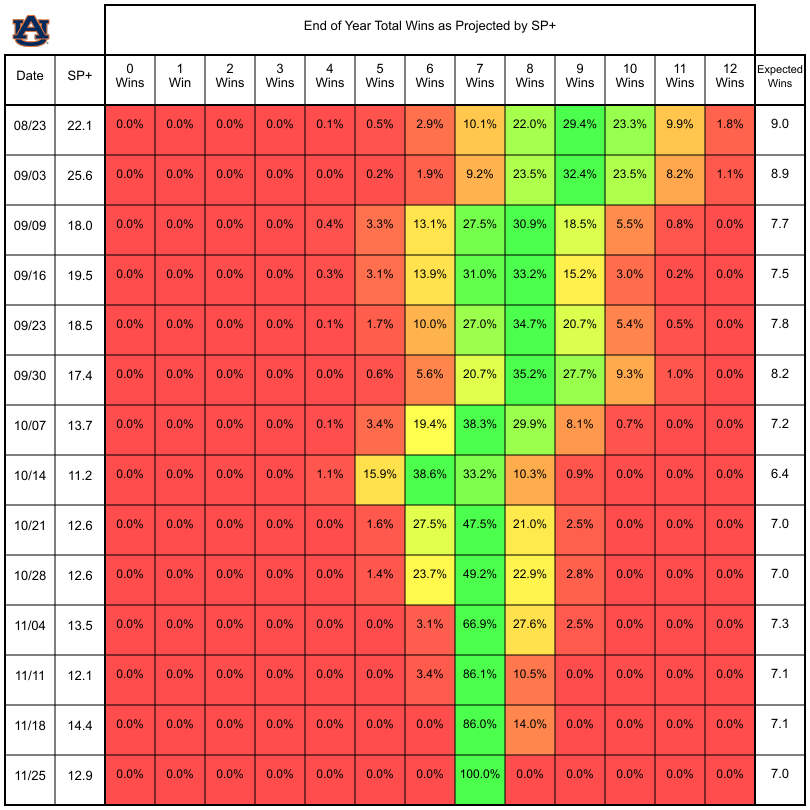 AU
End of Year Total Wins as Projected by SP+
Date SP+ 0 Wins 1 Win 2 Wins 3 Wins 4 Wins 5 Wins 6 Wins 7 Wins 8 Wins 9 Wins 10 Wins 11 Wins 12 Wins Expected Wins
08/23 22.1 0.0% 0.0% 0.0% 0.0% 0.1% 0.5% 2.9% 10.1% 22.0% 29.4% 23.3% 9.9% 1.8% 9.0
09/03 25.6 0.0% 0.0% 0.0% 0.0% 0.0% 0.2% 1.9% 9.2% 23.5% 32.4% 23.5% 8.2% 1.1% 8.9
09/09 18.0 0.0% 0.0% 0.0% 0.0% 0.4% 3.3% 13.1% 27.5% 30.9% 18.5% 5.5% 0.8% 0.0% 7.7
09/16 19.5 0.0% 0.0% 0.0% 0.0% 0.3% 3.1% 13.9% 31.0% 33.2% 15.2% 3.0% 0.2% 0.0% 7.5
09/23 18.5 0.0% 0.0% 0.0% 0.0% 0.1% 1.7% 10.0% 27.0% 34.7% 20.7% 5.4% 0.5% 0.0% 7.8
09/30 17.4 0.0% 0.0% 0.0% 0.0% 0.0% 0.6% 5.6% 20.7% 35.2% 27.7% 9.3% 1.0% 0.0% 8.2
10/07 13.7 0.0% 0.0% 0.0% 0.0% 0.1% 3.4% 19.4% 38.3% 29.9% 8.1% 0.7% 0.0% 0.0% 7.2
10/14 11.2 0.0% 0.0% 0.0% 0.0% 1.1% 15.9% 38.6% 33.2% 10.3% 0.9% 0.0% 0.0% 0.0% 6.4
10/21 12.6 0.0% 0.0% 0.0% 0.0% 0.0% 1.6% 27.5% 47.5% 21.0% 2.5% 0.0% 0.0% 0.0% 7.0
10/28 12.6 0.0% 0.0% 0.0% 0.0% 0.0% 1.4% 23.7% 49.2% 22.9% 2.8% 0.0% 0.0% 0.0% 7.0
11/04 13.5 0.0% 0.0% 0.0% 0.0% 0.0% 0.0% 3.1% 66.9% 27.6% 2.5% 0.0% 0.0% 0.0% 7.3
11/11 12.1 0.0% 0.0% 0.0% 0.0% 0.0% 0.0% 3.4% 86.1% 10.5% 0.0% 0.0% 0.0% 0.0% 7.1
11/18 14.4 0.0% 0.0% 0.0% 0.0% 0.0% 0.0% 0.0% 86.0% 14.0% 0.0% 0.0% 0.0% 0.0% 7.1
11/25 12.9 0.0% 0.0% 0.0% 0.0% 0.0% 0.0% 0.0% 100.0% 0.0% 0.0% 0.0% 0.0% 0.0% 7.0